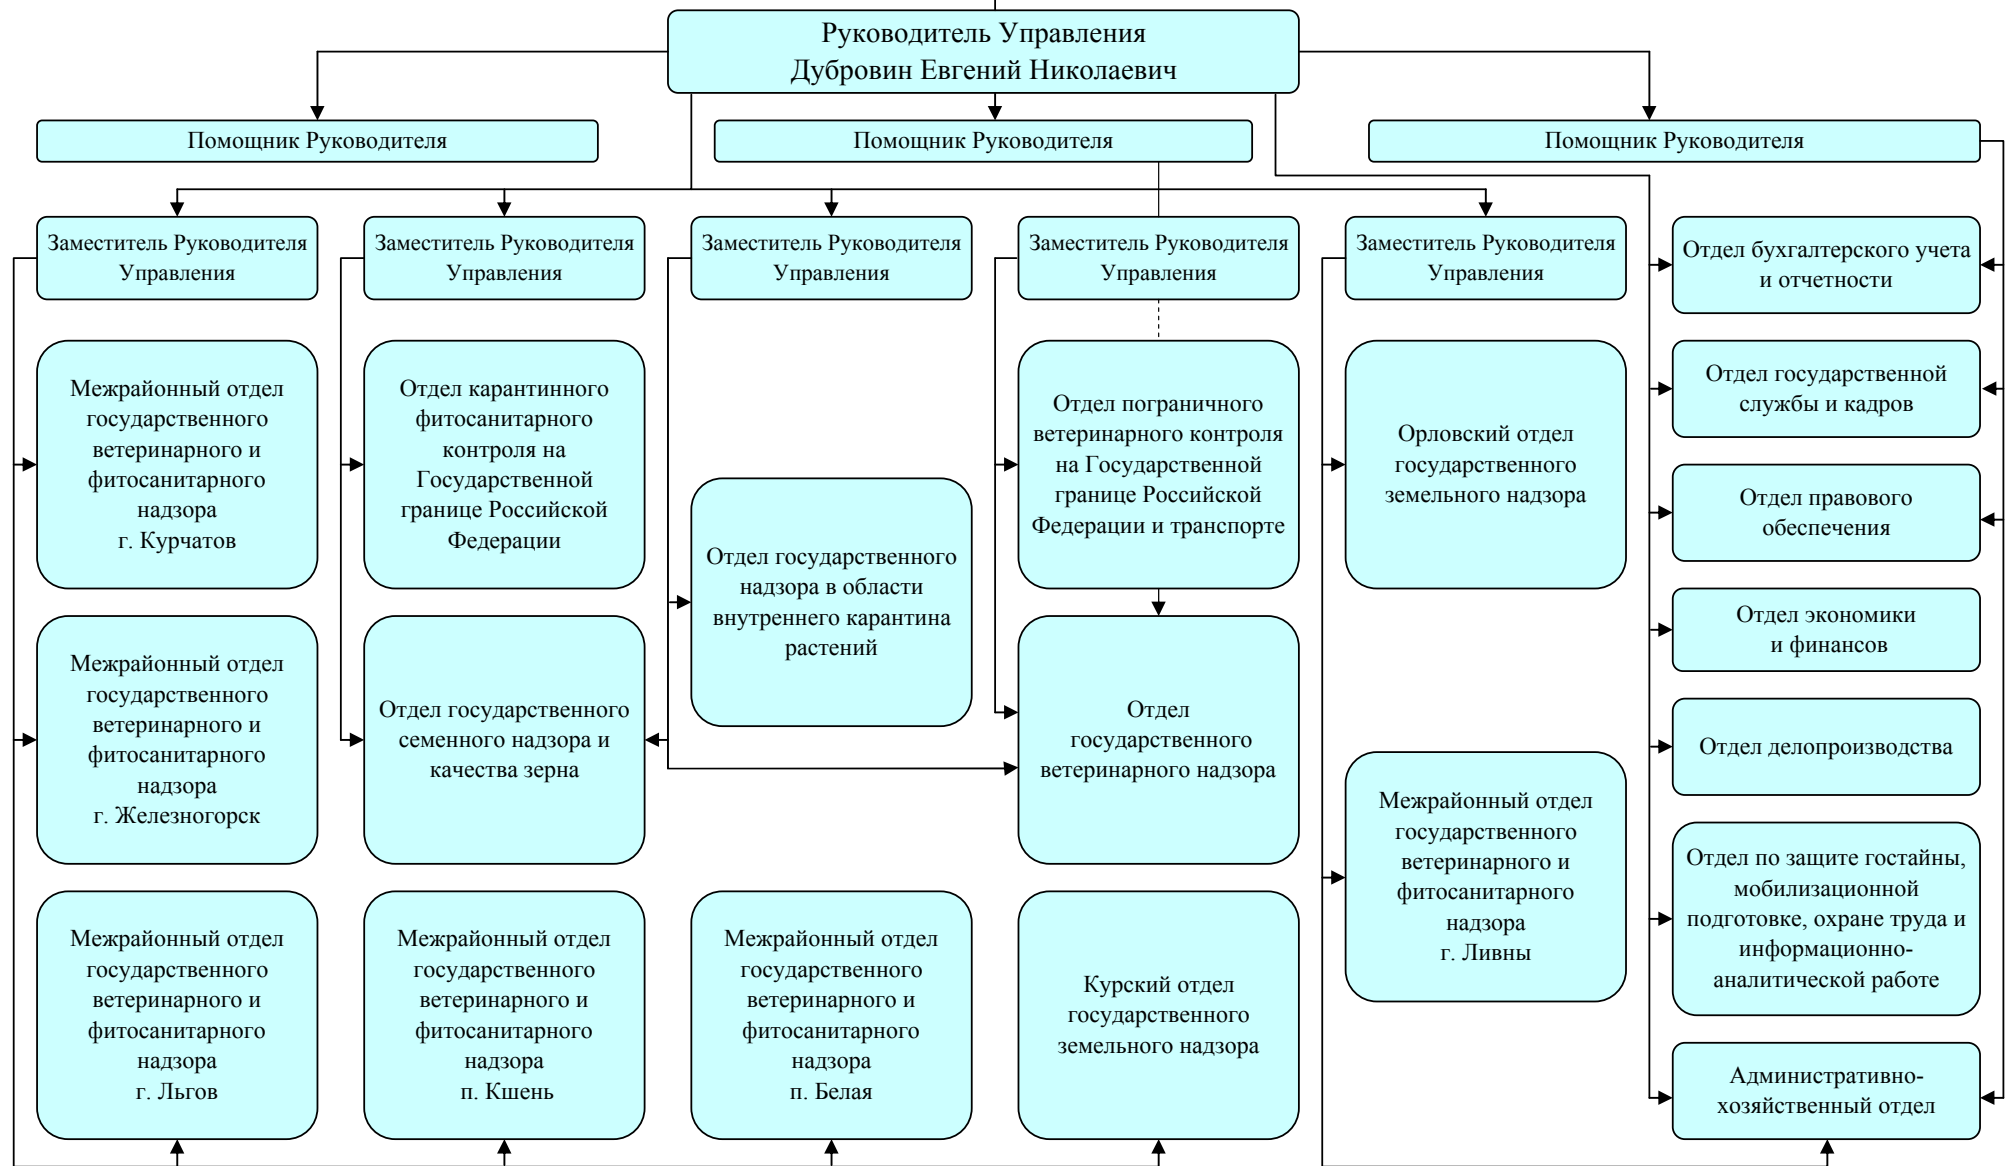 Руководитель Управления
Дубровин Евгений Николаевич
Помощник Руководителя
Помощник Руководителя
Помощник Руководителя
Заместитель Руководителя
Управления
Заместитель Руководителя
Управления
Заместитель Руководителя
Управления
Заместитель Руководителя
Управления
Заместитель Руководителя
Управления
Отдел бухгалтерского учета
и отчетности
Межрайонный отдел
государственного
ветеринарного и
фитосанитарного
надзора
г. Курчатов
Отдел карантинного
фитосанитарного
контроля на
Государственной
границе Российской
Федерации
Отдел государственного
надзора в области
внутреннего карантина
растений
Отдел пограничного
ветеринарного контроля
на Государственной
границе Российской
Федерации и транспорте
Орловский отдел
государственного
земельного надзора
Отдел государственной
службы и кадров
Отдел правового
обеспечения
Отдел экономики
и финансов
Межрайонный отдел
государственного
ветеринарного и
фитосанитарного
надзора
г. Железногорск
Отдел государственного
семенного надзора и
качества зерна
Отдел
государственного
ветеринарного надзора
Межрайонный отдел
государственного
ветеринарного и
фитосанитарного
надзора
г. Ливны
Отдел делопроизводства
Отдел по защите гостайны,
мобилизационной
подготовке, охране труда и
информационно-
аналитической работе
Межрайонный отдел
государственного
ветеринарного и
фитосанитарного
надзора
г. Льгов
Межрайонный отдел
государственного
ветеринарного и
фитосанитарного
надзора
п. Кшень
Межрайонный отдел
государственного
ветеринарного и
фитосанитарного
надзора
п. Белая
Курский отдел
государственного
земельного надзора
Административно-
хозяйственный отдел